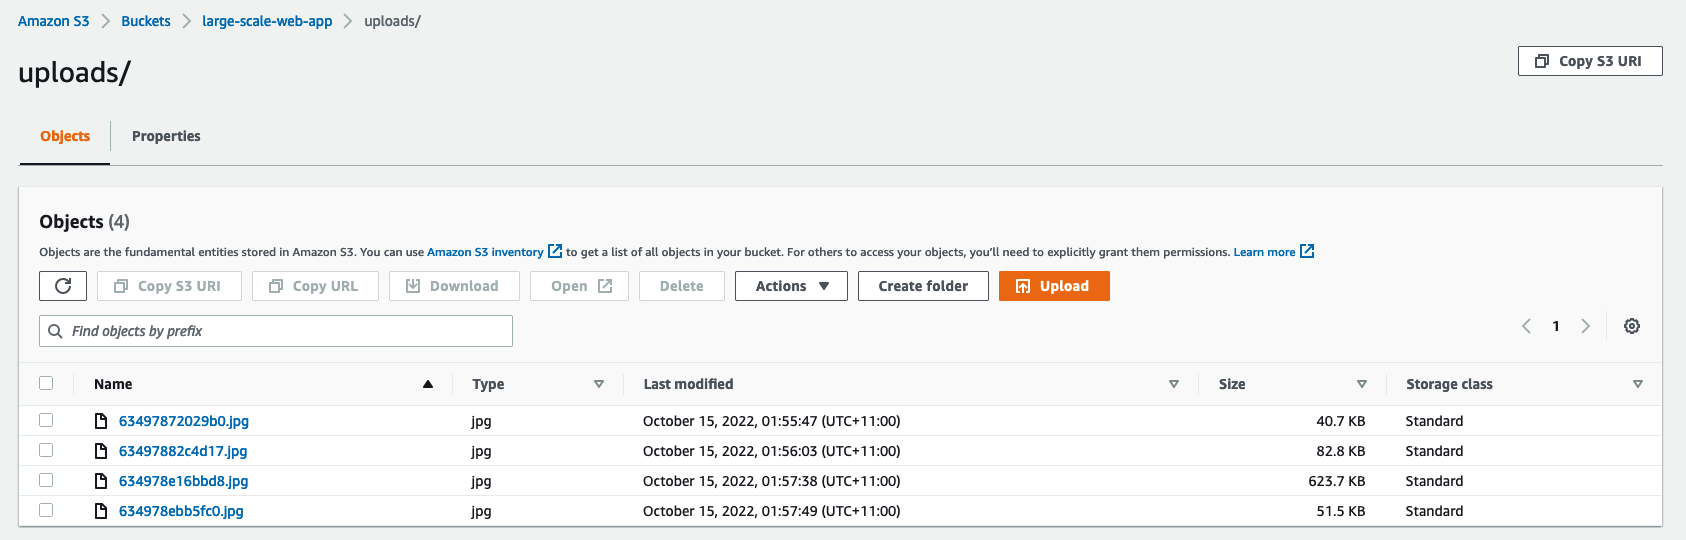 Amazon S3 Buckets large-scale-web-app uploads/
uploads/
Copy S3 URI
Objects Properties
Objects (4)
Objects are the fundamental entities stored in Amazon S3. You can use Amazon S3 inventory to get a list of all objects in your bucket. For others to access your objects, you'll need to explicitly grant them permissions. Learn more
Copy S3 URI Copy URL Download Open Delete Actions Create folder Upload
Find objects by prefix
1
Name Type Last modified Size Storage class
63497872029b0.jpg jpg October 15, 2022, 01:55:47 (UTC+11:00) 40.7 KB Standard
63497882c4d17.jpg jpg October 15, 2022, 01:56:03 (UTC+11:00) 82.8 KB Standard
634978e16bbd8.jpg jpg October 15, 2022, 01:57:38 (UTC+11:00) 623.7 KB Standard
634978ebb5fc0.jpg jpg October 15, 2022, 01:57:49 (UTC+11:00) 51.5 KB Standard